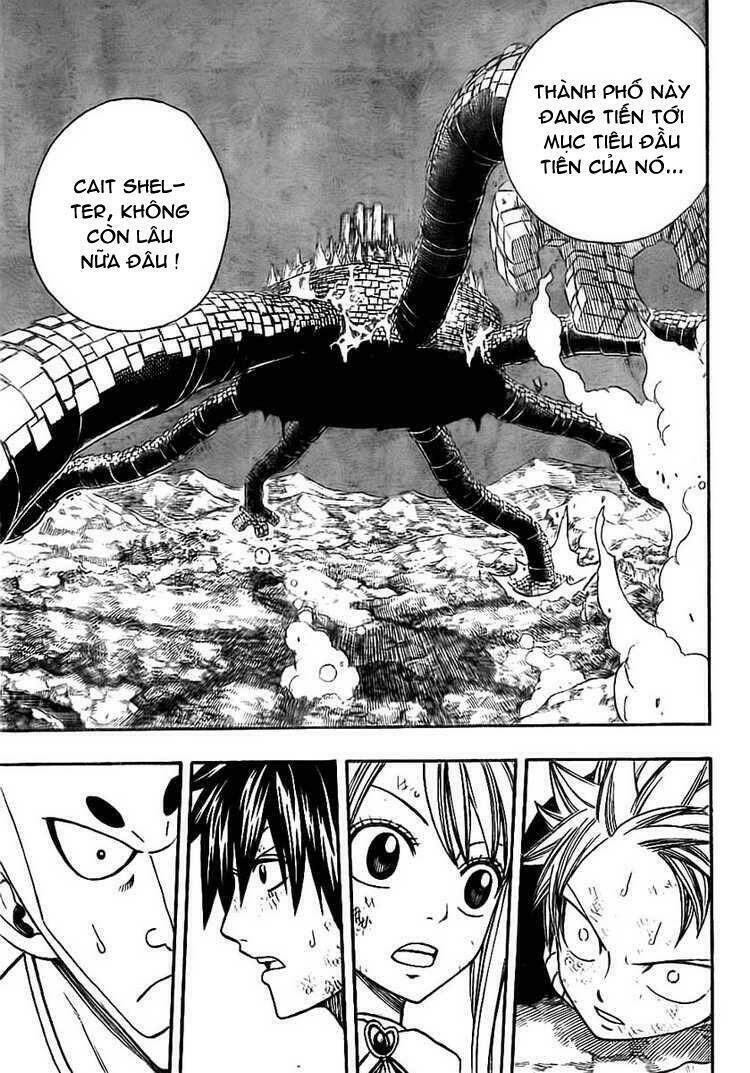 THÀNH PHỐ NÀY
ĐANG TIẾN TỚI
MỤC TIÊU ĐẦU
TIÊN CỦA NÓ...
CAIT SHEL-
TER, KHÔNG
CÒN LÂU
NỮA ĐÂU !